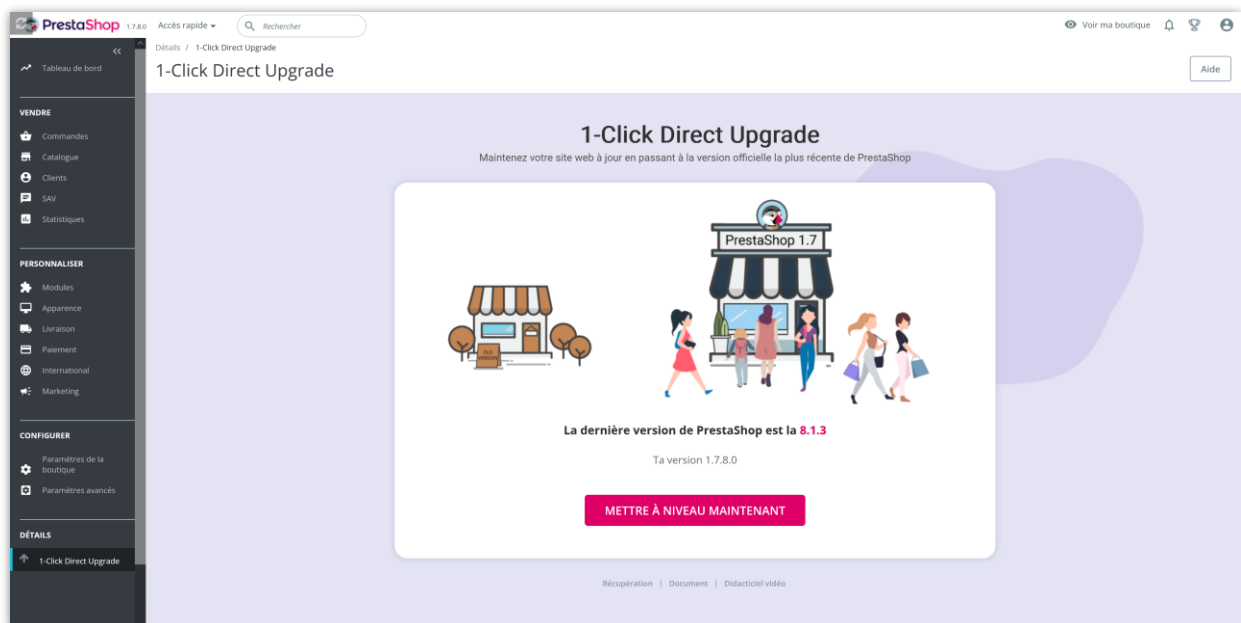 PrestaShop 1.7.8.0 Accès rapide Rechercher Voir ma boutique
Détails / 1-Click Direct Upgrade
1-Click Direct Upgrade
Aide
Tableau de bord
VENDRE
Commandes
Catalogue
Clients
SAV
Statistiques
PERSONNALISER
Modules
Apparence
Livraison
Paiement
International
Marketing
CONFIGURER
Paramètres de la
boutique
Paramètres avancés
DÉTAILS
1-Click Direct Upgrade
1-Click Direct Upgrade
Maintenez votre site web à jour en passant à la version officielle la plus récente de PrestaShop
PrestaShop 1.7
OLD
VERSION
La dernière version de PrestaShop est la 8.1.3
Ta version 1.7.8.0
METTRE À NIVEAU MAINTENANT
Récupération | Document | Didacticiel vidéo